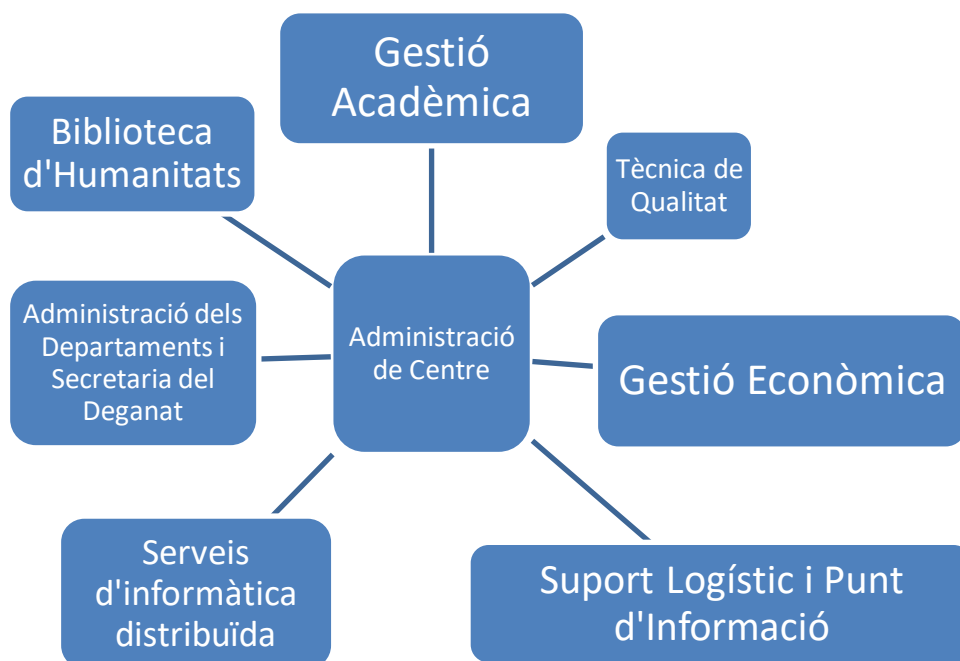 Gestió
Acadèmica
Biblioteca
d'Humanitats
Tècnica de
Qualitat
Administració dels
Departaments i
Secretaria del
Deganat
Administració
de Centre
Gestió Econòmica
Serveis
d'informàtica
distribuïda
Suport Logístic i Punt
d'Informació